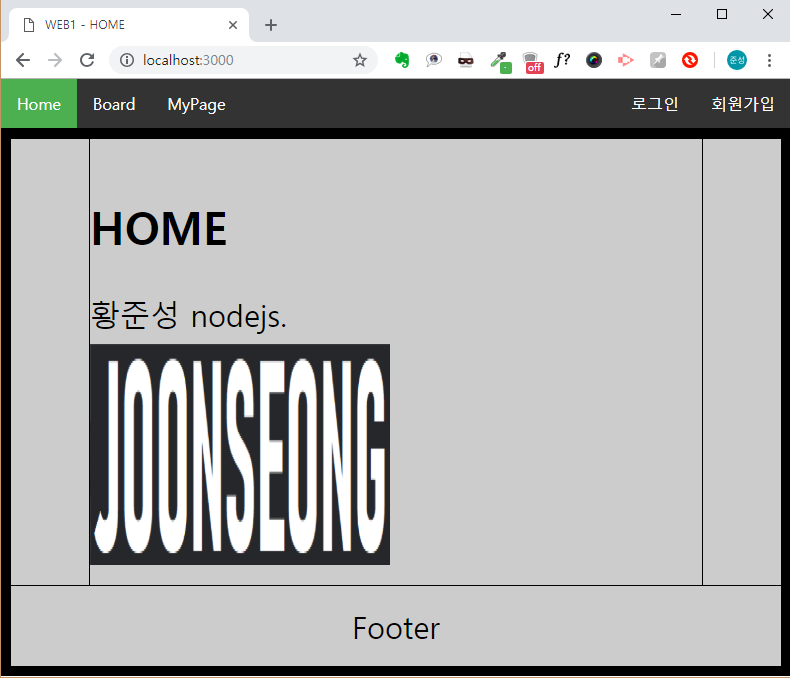 WEB1 - HOME
localhost:3000
off
f?
준성
Home Board MyPage 로그인 회원가입
HOME
황준성 nodejs.
JOONSEONG
Footer